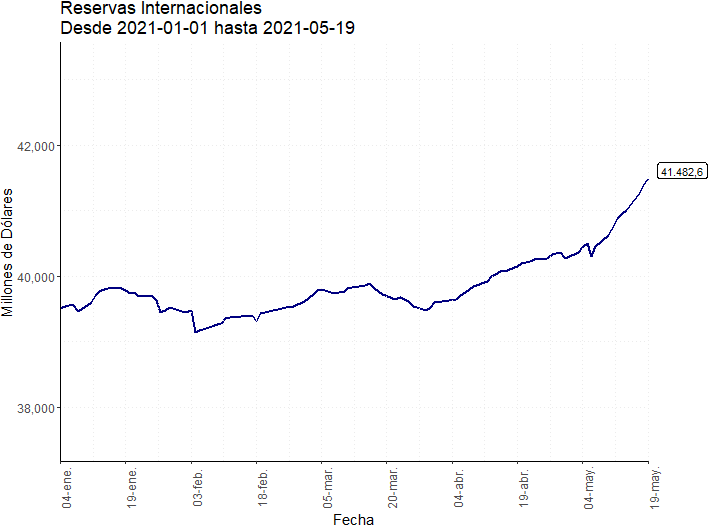 Reservas Internacionales
Desde 2021-01-01 hasta 2021-05-19
Millones de Dólares
42,000
40,000
38,000
41.482,6
04-ene.
19-ene.
03-feb.
18-feb.
05-mar.
20-mar.
04-abr.
19-abr.
04-may.
19-may.
Fecha